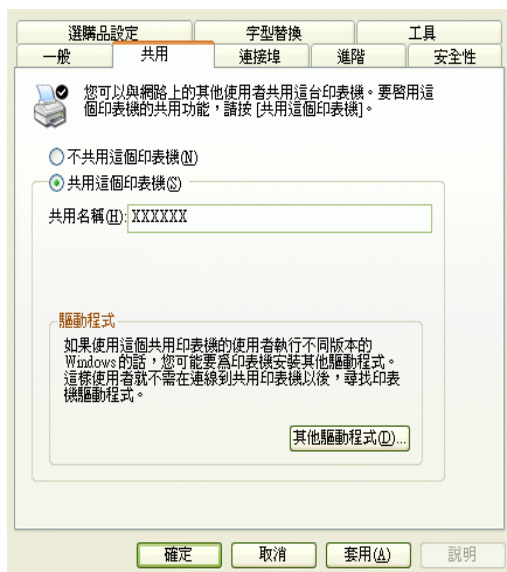 選購品設定 字型替換 工具
一般 共用 連接埠 進階 安全性
您可以與網路上的其他使用者共用這台印表機。要啓用這
個印表機的共用功能，請按 [共用這個印表機]。
不共用這個印表機(N)
共用這個印表機(S)
共用名稱(H): XXXXXX
驅動程式
如果使用這個共用印表機的使用者執行不同版本的
Windows 的話，您可能要爲印表機安裝其他驅動程式。
這樣使用者就不需在連線到共用印表機以後，尋找印表
機驅動程式。
其他驅動程式(D)...
確定 取消 套用(A) 說明